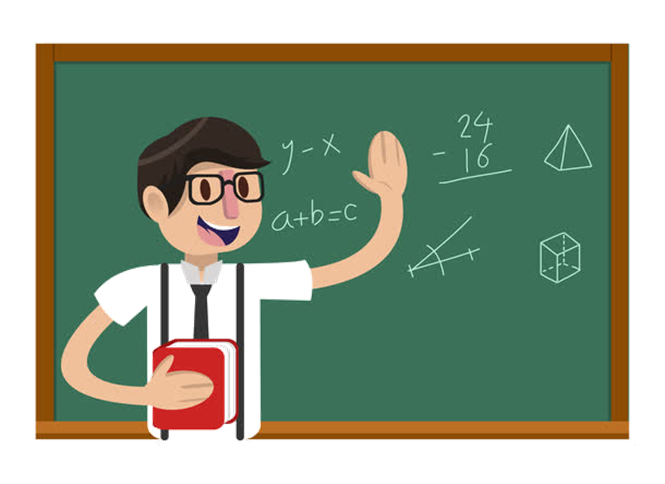 y-x
24
- 16
a+b=c